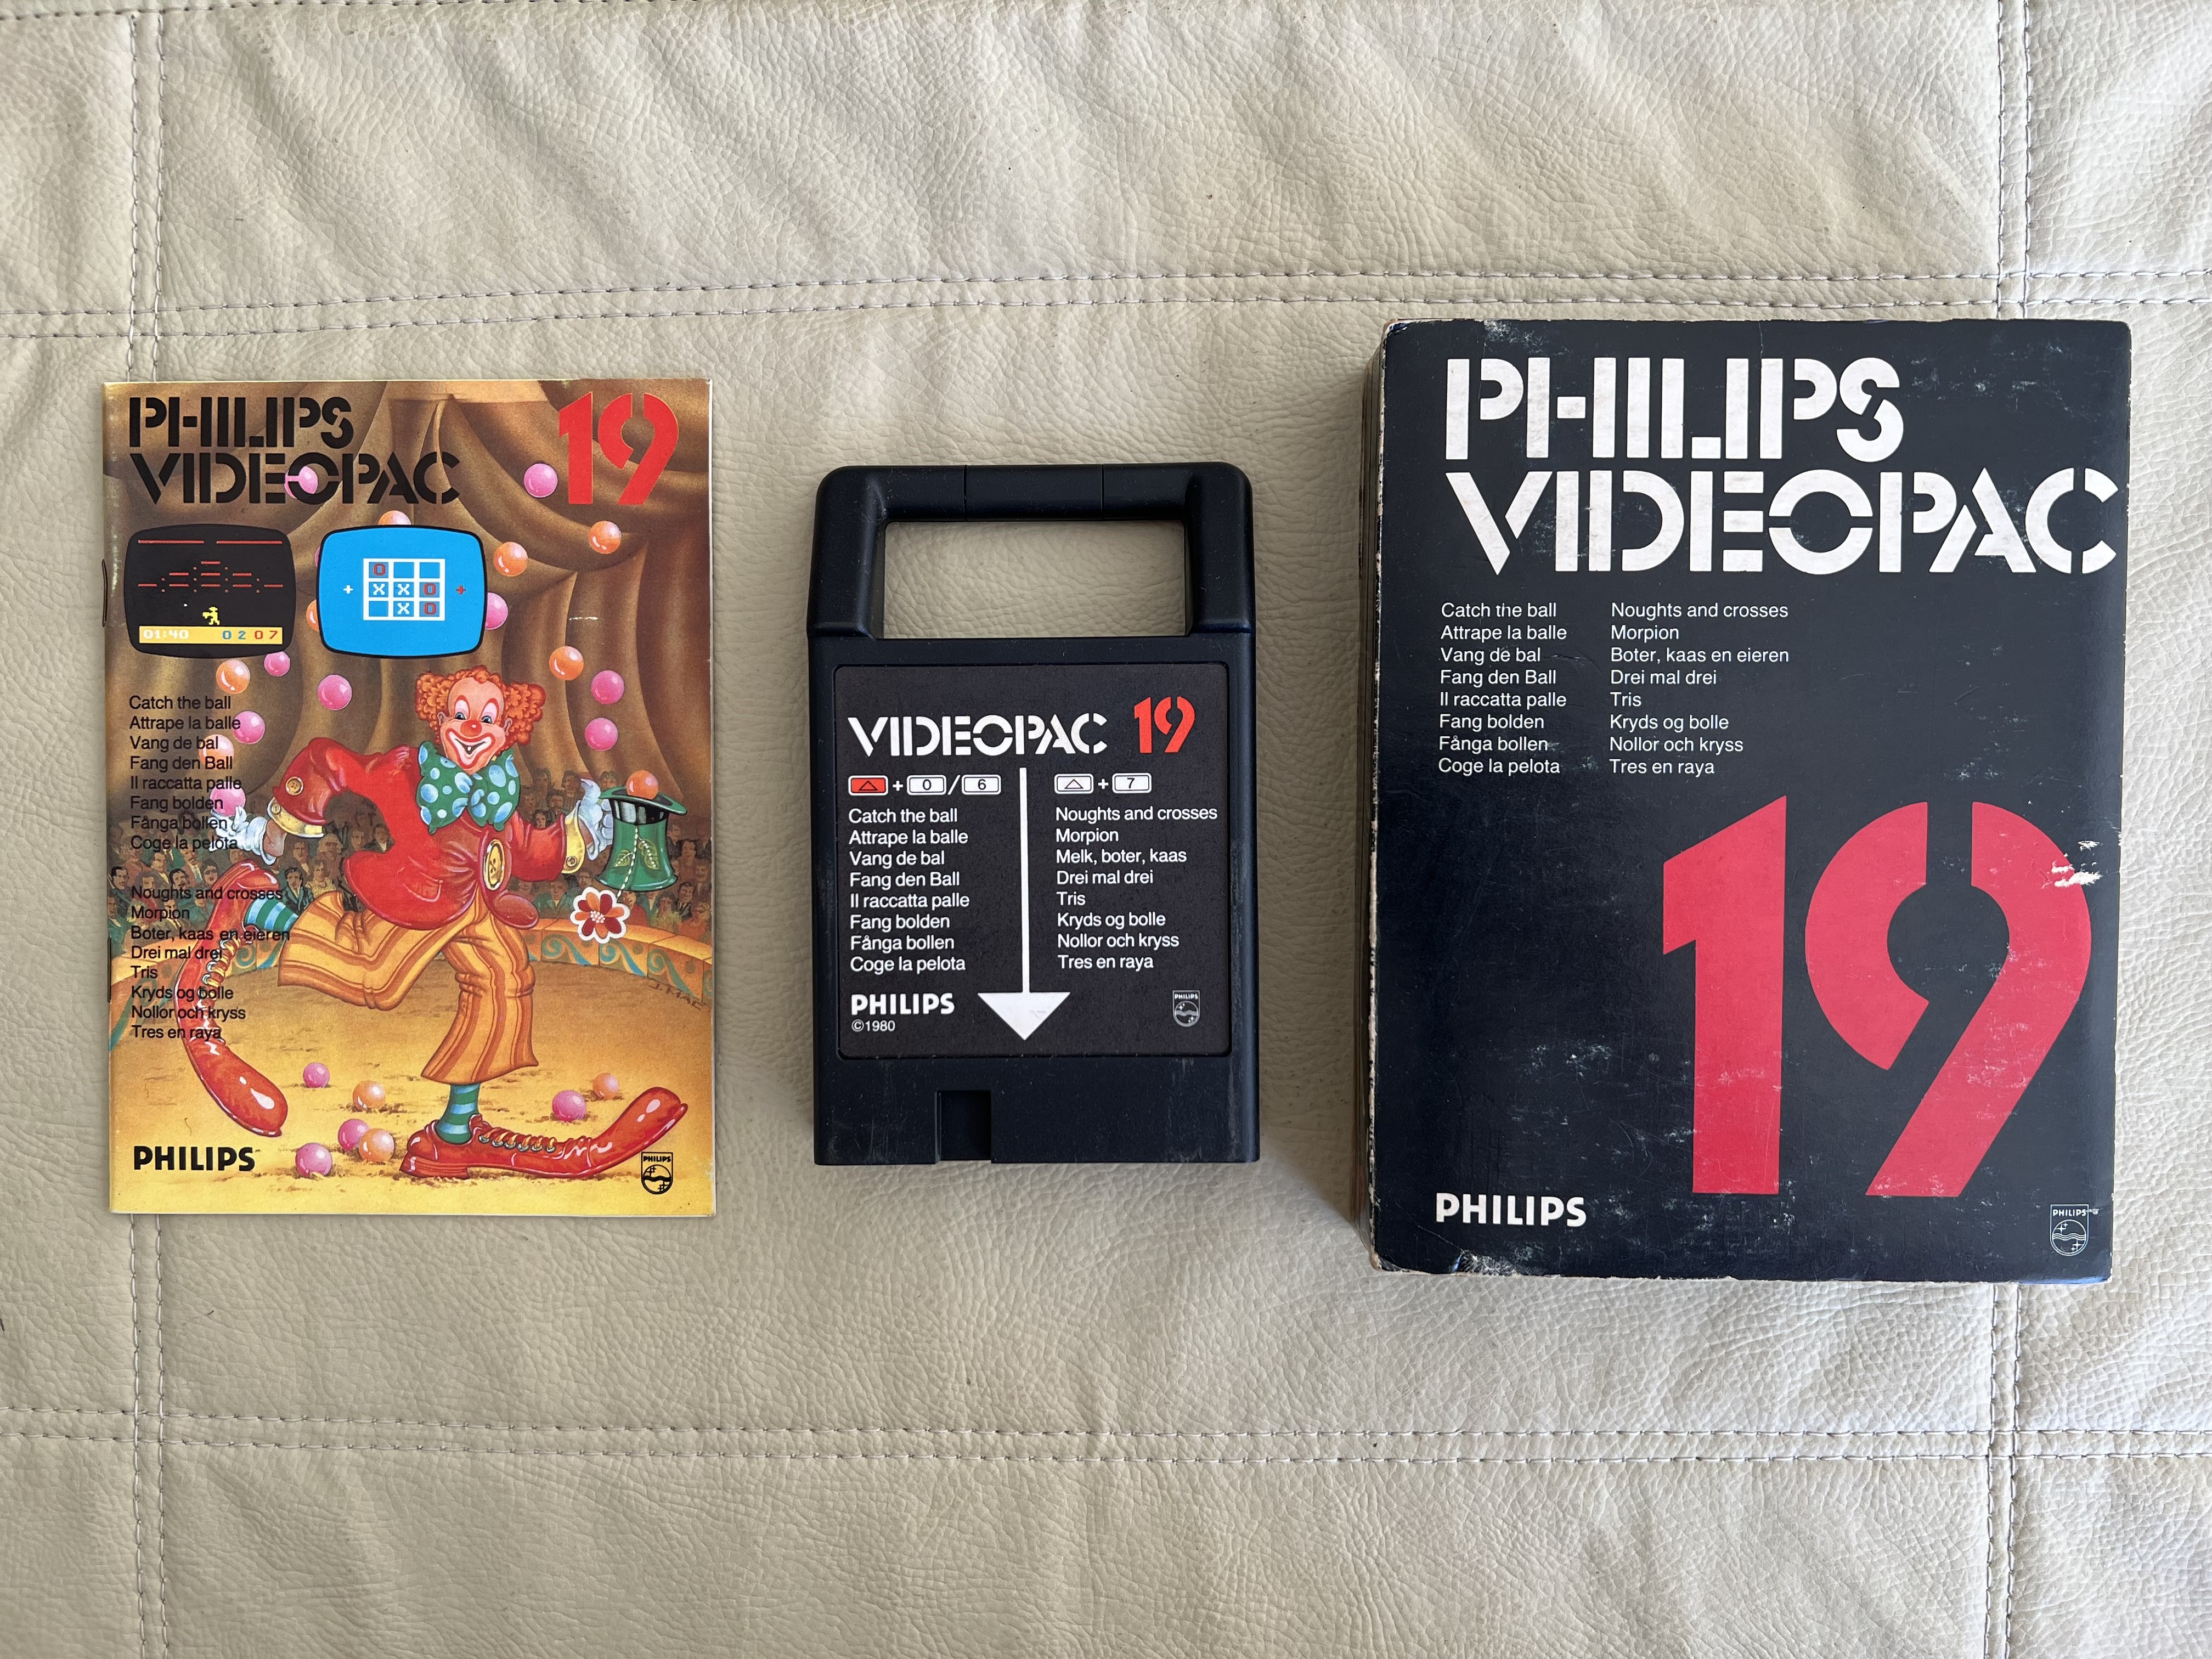 PHILIPS 19
VIDEOPAC
O
X X O
X O
01:40 02 07
Catch the ball
Attrape la balle
Vang de bal
Fang den Ball
Il raccatta palle
Fang bolden
Fånga bollen
Coge la pelota
Noughts and crosses
Morpion
Boter, kaas en eieren
Drei mal drei
Tris
Kryds og bolle
Nollor och kryss
Tres en raya
PHILIPS
PHILIPS
VIDEOPAC 19
+ 0 / 6
Catch the ball
Attrape la balle
Vang de bal
Fang den Ball
Il raccatta palle
Fang bolden
Fånga bollen
Coge la pelota
+ 7
Noughts and crosses
Morpion
Melk, boter, kaas
Drei mal drei
Tris
Kryds og bolle
Nollor och kryss
Tres en raya
PHILIPS
©1980
PHILIPS
PHILIPS
VIDEOPAC
Catch the ball
Attrape la balle
Vang de bal
Fang den Ball
Il raccatta palle
Fang bolden
Fånga bollen
Coge la pelota
Noughts and crosses
Morpion
Boter, kaas en eieren
Drei mal drei
Tris
Kryds og bolle
Nollor och kryss
Tres en raya
19
PHILIPS
PHILIPS